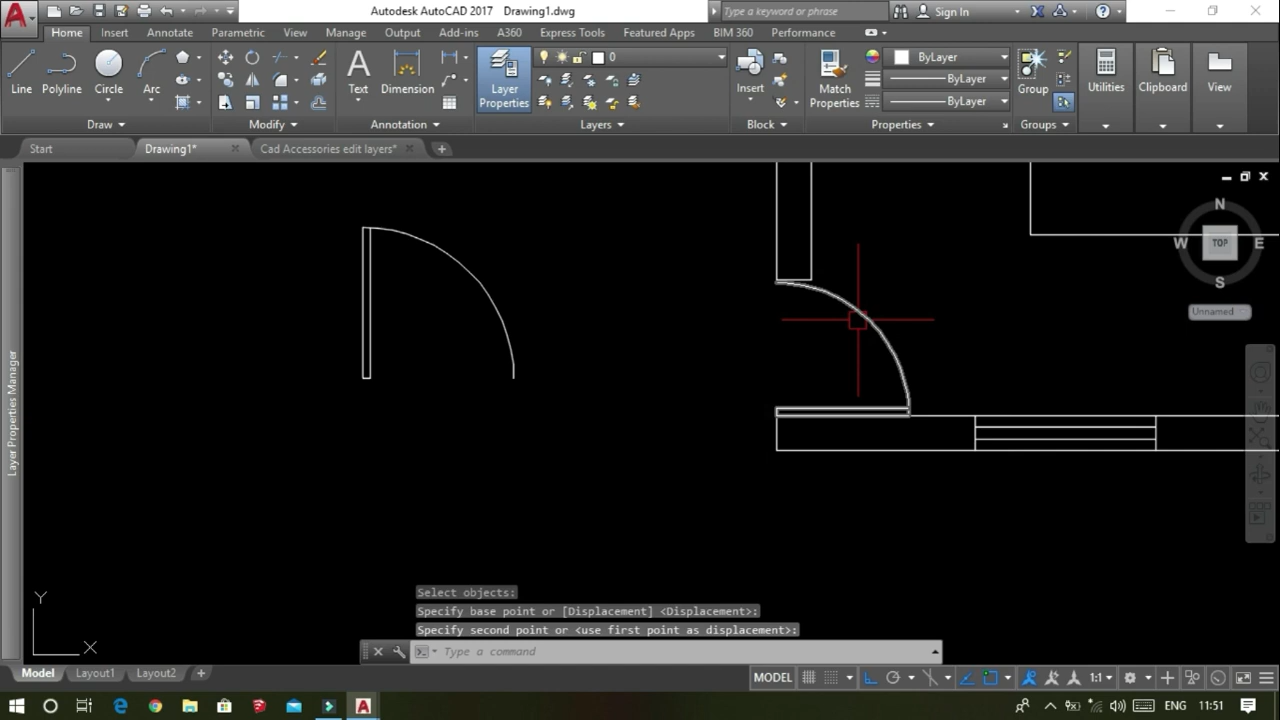 Autodesk AutoCAD 2017 Drawing1.dwg
Type a keyword or phrase
Sign In
Home Insert Annotate Parametric View Manage Output Add-ins A360 Express Tools Featured Apps BIM 360 Performance
0
ByLayer
ByLayer
ByLayer
Line Polyline Circle Arc
Text Dimension
Layer
Properties
Insert
Match
Properties
Group
Utilities
Clipboard
View
Draw Modify Annotation Layers Block Properties Groups
Start Drawing1* Cad Accessories edit layers*
Layer Properties Manager
N
W TOP E
S
Unnamed
Select objects:
Specify base point or [Displacement] <Displacement>:
Specify second point or <use first point as displacement>:
Type a command
Y
X
Model Layout1 Layout2
MODEL 1:1
ENG 11:51